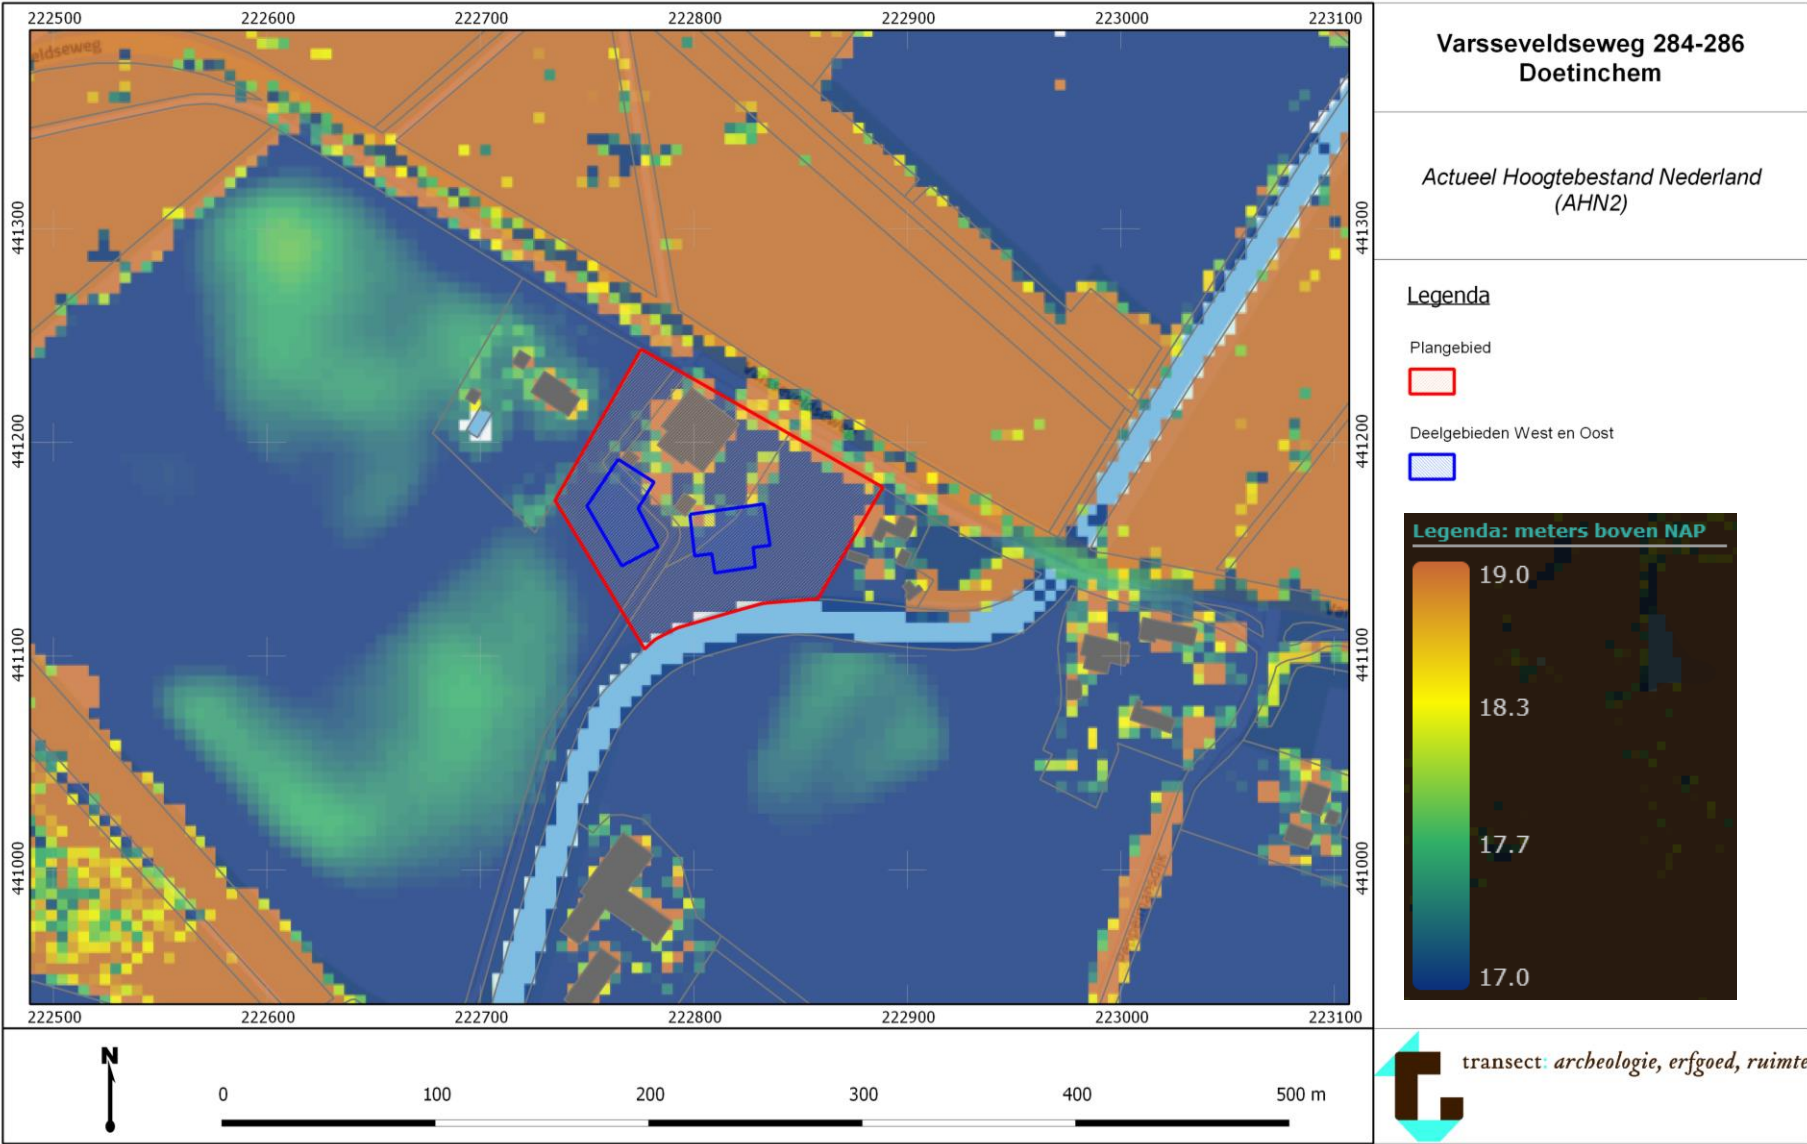 222500 222600 222700 222800 222900 223000 223100
eldseweg
441300 441300
441200 441200
441100 441100
441000 441000
222500 222600 222700 222800 222900 223000 223100
N
0 100 200 300 400 500 m
Varsseveldseweg 284-286
Doetinchem
Actueel Hoogtebestand Nederland
(AHN2)
Legenda
Plangebied
Deelgebieden West en Oost
Legenda: meters boven NAP
19.0
18.3
17.7
17.0
transect: archeologie, erfgoed, ruimte